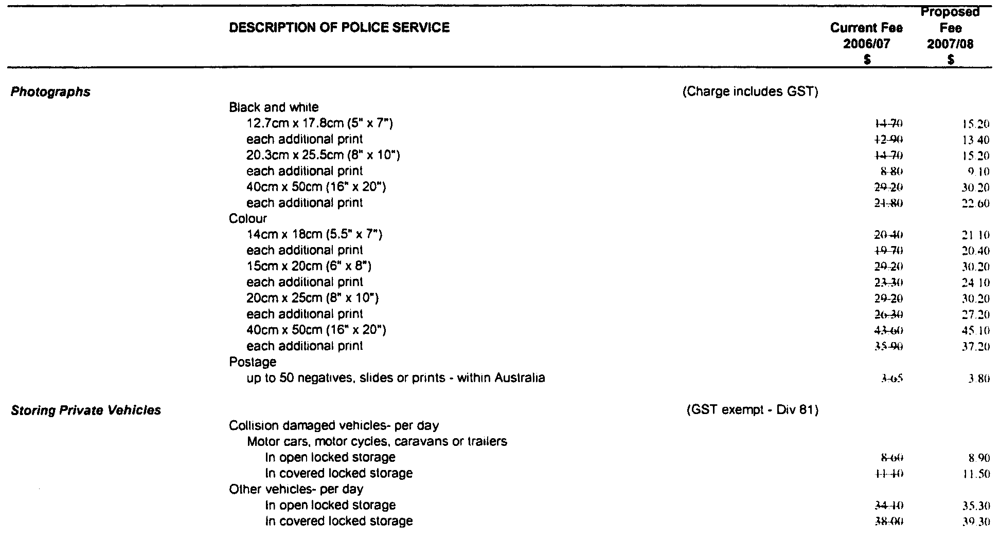 Proposed
DESCRIPTION OF POLICE SERVICE Current Fee Fee
2006/07 2007/08
$ $
Photographs (Charge includes GST)
Black and white
12.7cm x 17.8cm (5" x 7") 14.70 15.20
each additional print 12.90 13.40
20.3cm x 25.5cm (8" x 10") 14.70 15.20
each additional print 8.80 9.10
40cm x 50cm (16" x 20") 29.20 30.20
each additional print 21.80 22.60
Colour
14cm x 18cm (5.5" x 7") 20.40 21.10
each additional print 19.70 20.40
15cm x 20cm (6" x 8") 29.20 30.20
each additional print 23.30 24.10
20cm x 25cm (8" x 10") 29.20 30.20
each additional print 26.30 27.20
40cm x 50cm (16" x 20") 43.60 45.10
each additional print 35.90 37.20
Postage
up to 50 negatives, slides or prints - within Australia 3.65 3.80
Storing Private Vehicles (GST exempt - Div 81)
Collision damaged vehicles- per day
Motor cars, motor cycles, caravans or trailers
In open locked storage 8.60 8.90
In covered locked storage 11.10 11.50
Other vehicles- per day
In open locked storage 34.10 35.30
In covered locked storage 38.00 39.30